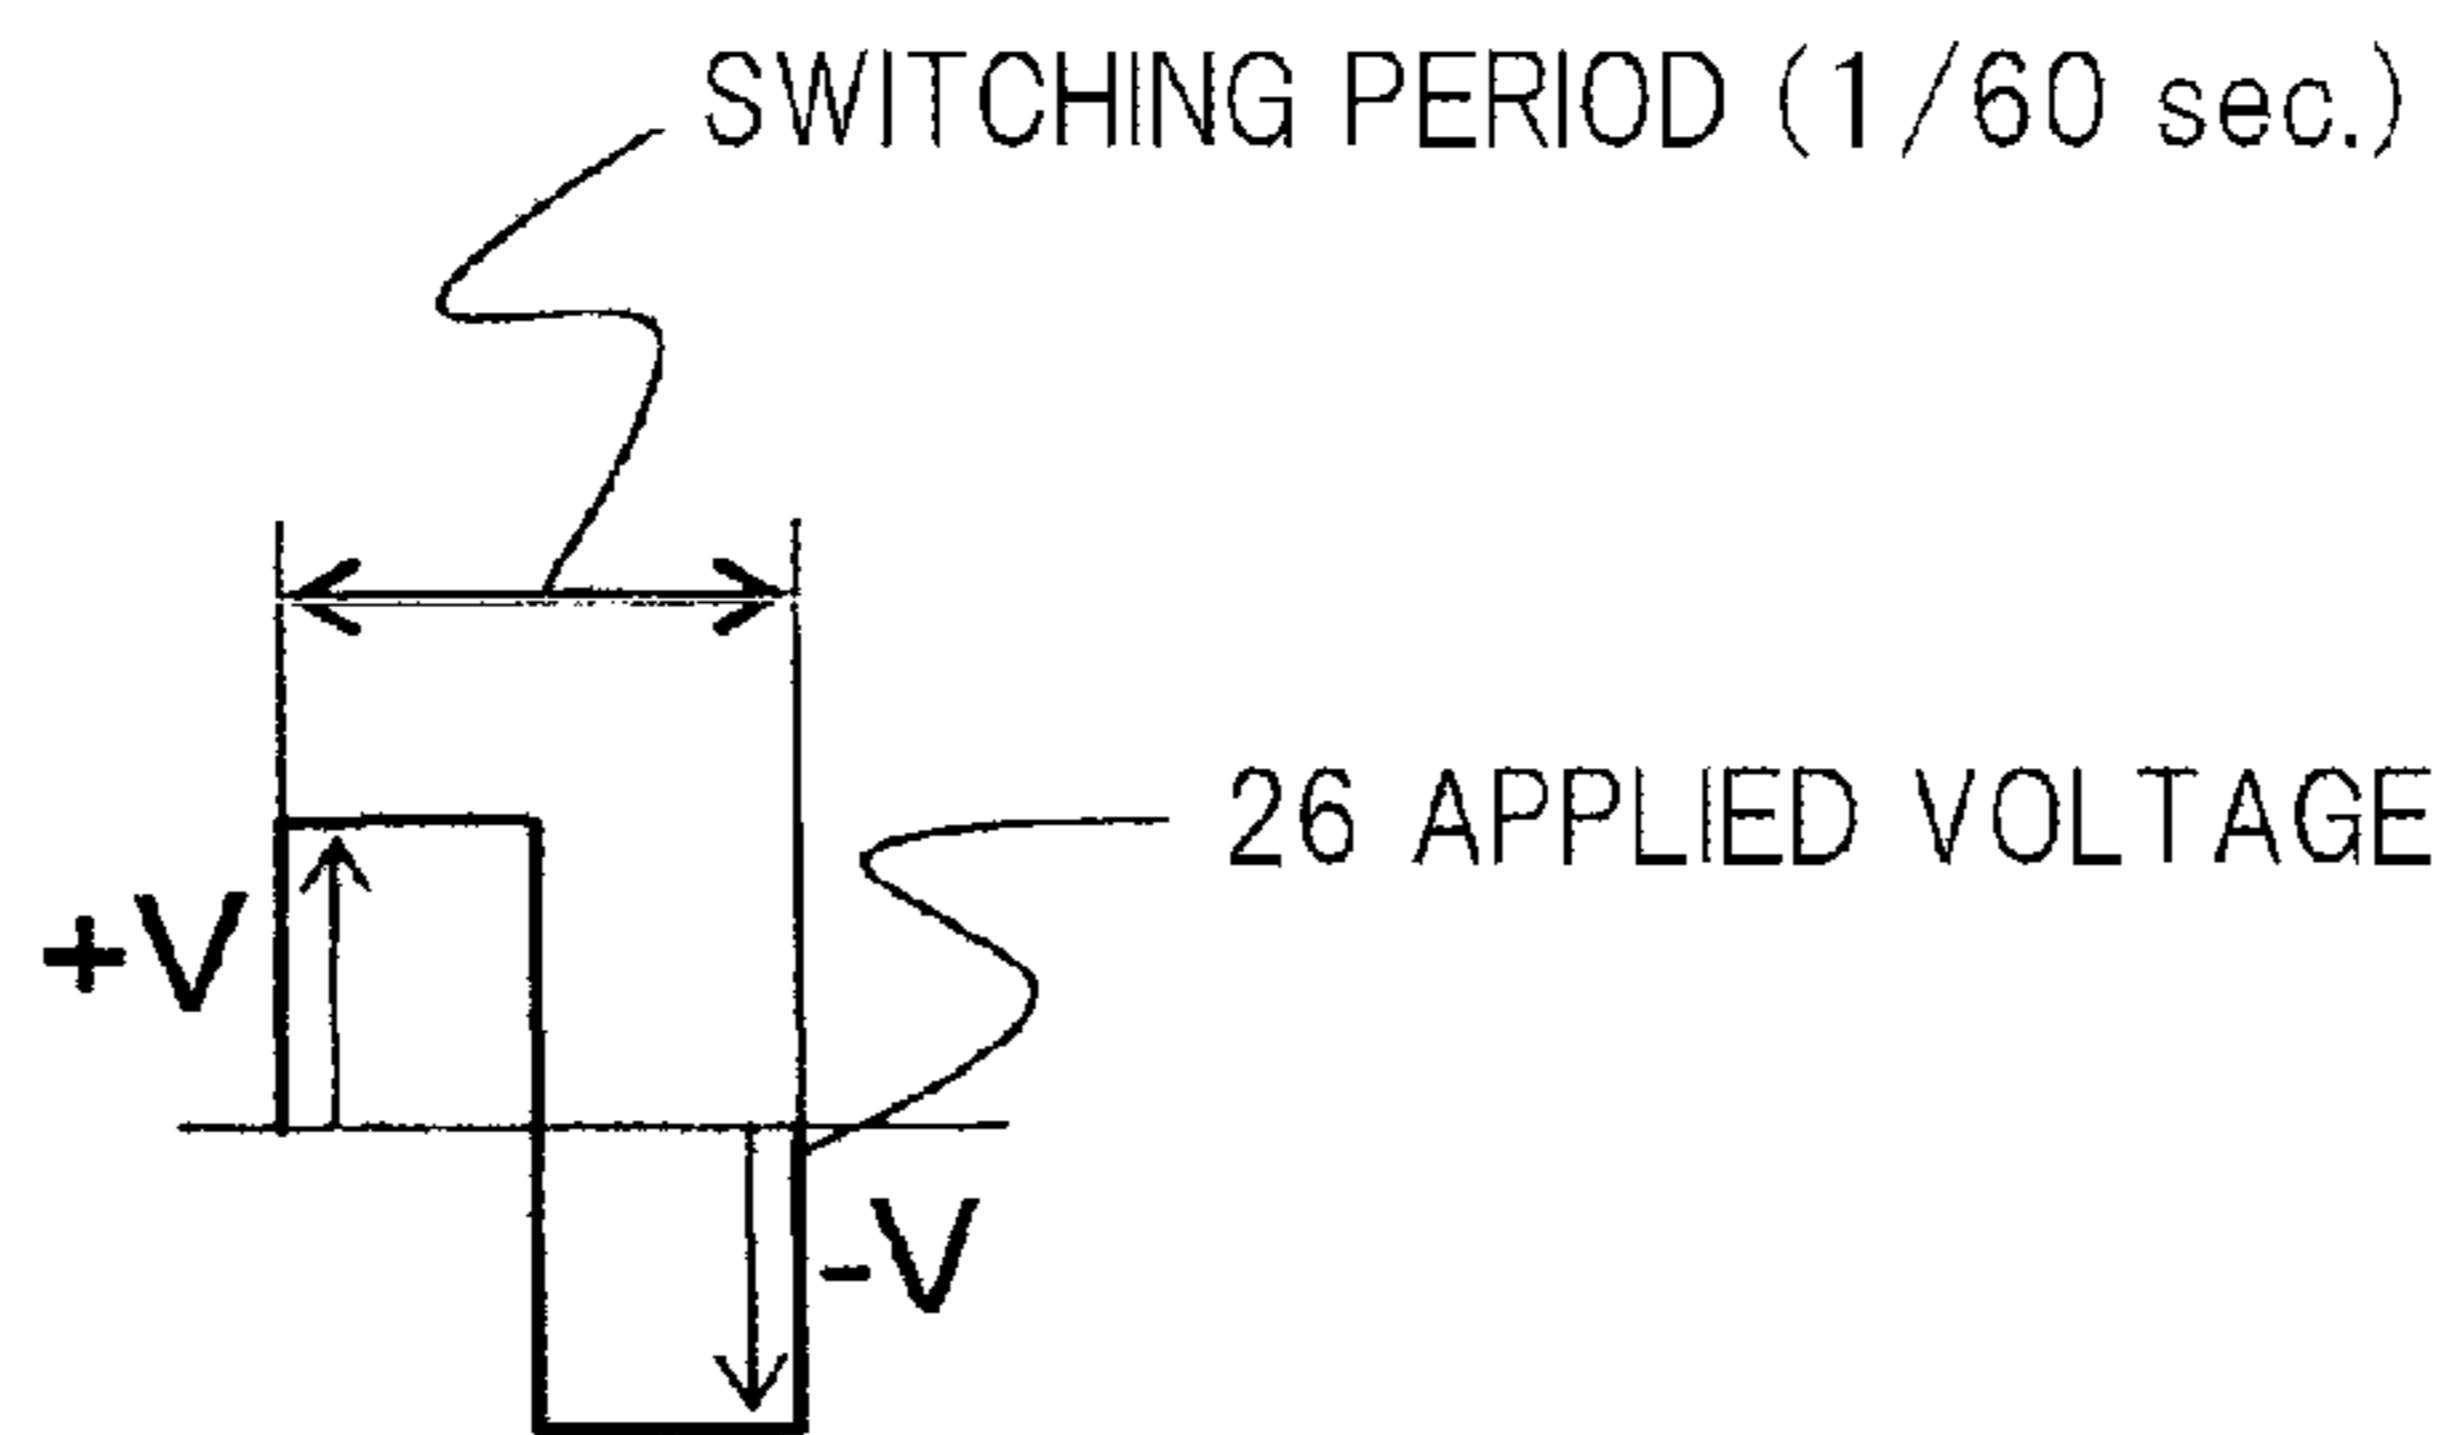 SWITCHING PERIOD (1/60 sec.)
26 APPLIED VOLTAGE
+V
-V